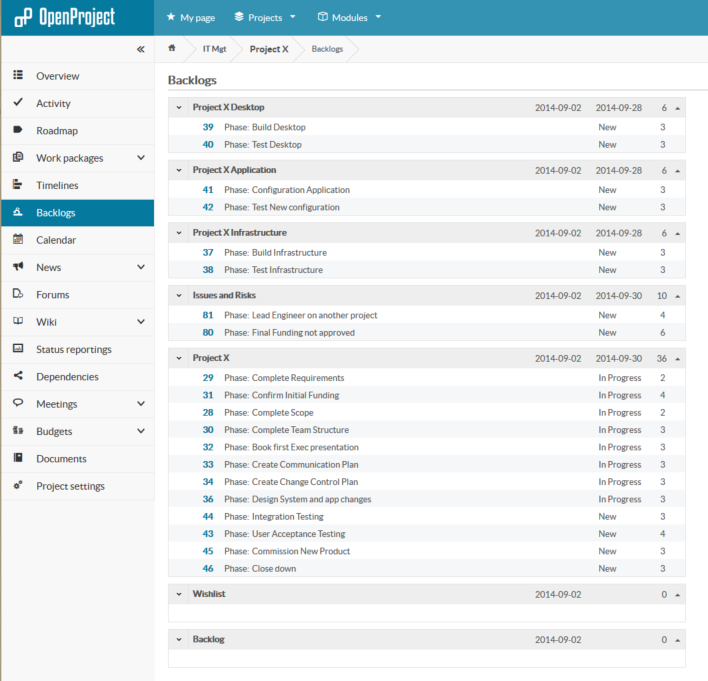 OpenProject
My page Projects Modules
IT Mgt Project X Backlogs
Overview
Activity
Roadmap
Work packages
Timelines
Backlogs
Calendar
News
Forums
Wiki
Status reportings
Dependencies
Meetings
Budgets
Documents
Project settings
Backlogs
Project X Desktop 2014-09-02 2014-09-28 6
39 Phase: Build Desktop New 3
40 Phase: Test Desktop New 3
Project X Application 2014-09-02 2014-09-28 6
41 Phase: Configuration Application New 3
42 Phase: Test New configuration New 3
Project X Infrastructure 2014-09-02 2014-09-28 6
37 Phase: Build Infrastructure New 3
38 Phase: Test Infrastructure New 3
Issues and Risks 2014-09-02 2014-09-30 10
81 Phase: Lead Engineer on another project New 4
80 Phase: Final Funding not approved New 6
Project X 2014-09-02 2014-09-30 36
29 Phase: Complete Requirements In Progress 2
31 Phase: Confirm Initial Funding In Progress 4
28 Phase: Complete Scope In Progress 2
30 Phase: Complete Team Structure In Progress 3
32 Phase: Book first Exec presentation In Progress 3
33 Phase: Create Communication Plan In Progress 3
34 Phase: Create Change Control Plan In Progress 3
36 Phase: Design System and app changes In Progress 3
44 Phase: Integration Testing New 3
43 Phase: User Acceptance Testing New 4
45 Phase: Commission New Product New 3
46 Phase: Close down New 3
Wishlist 2014-09-02 0
Backlog 2014-09-02 0